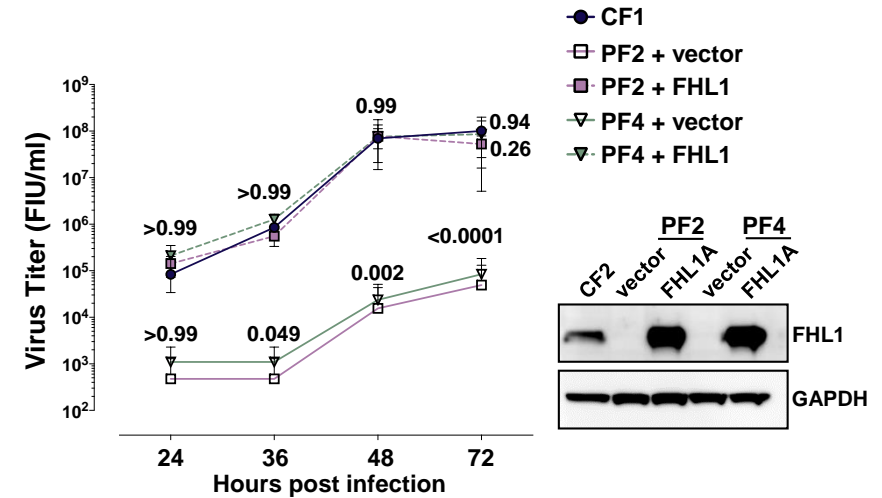 CF1
PF2 + vector
PF2 + FHL1
PF4 + vector
PF4 + FHL1
Virus Titer (FIU/ml)
10⁹
10⁸
10⁷
10⁶
10⁵
10⁴
10³
10²
>0.99
>0.99
0.99
0.94
0.26
>0.99
0.049
0.002
<0.0001
24 36 48 72
Hours post infection
PF2 PF4
CF2 vector FHL1A vector FHL1A
FHL1
GAPDH